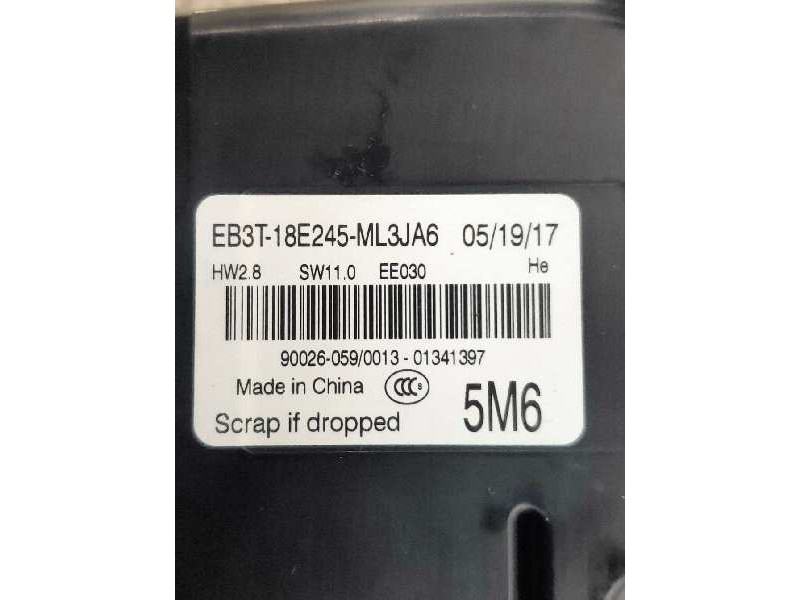 EB3T-18E245-ML3JA6 05/19/17
HW2.8 SW11.0 EE030 He
90026-059/0013 - 01341397
Made in China CCC S
Scrap if dropped 5M6